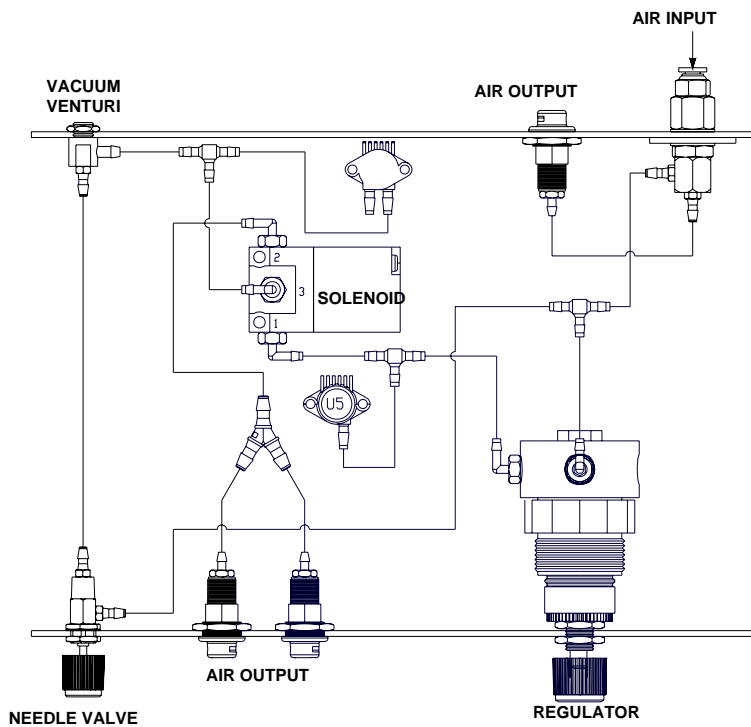 AIR INPUT
VACUUM
VENTURI
AIR OUTPUT
2
3
SOLENOID
1
U5
AIR OUTPUT
NEEDLE VALVE
REGULATOR